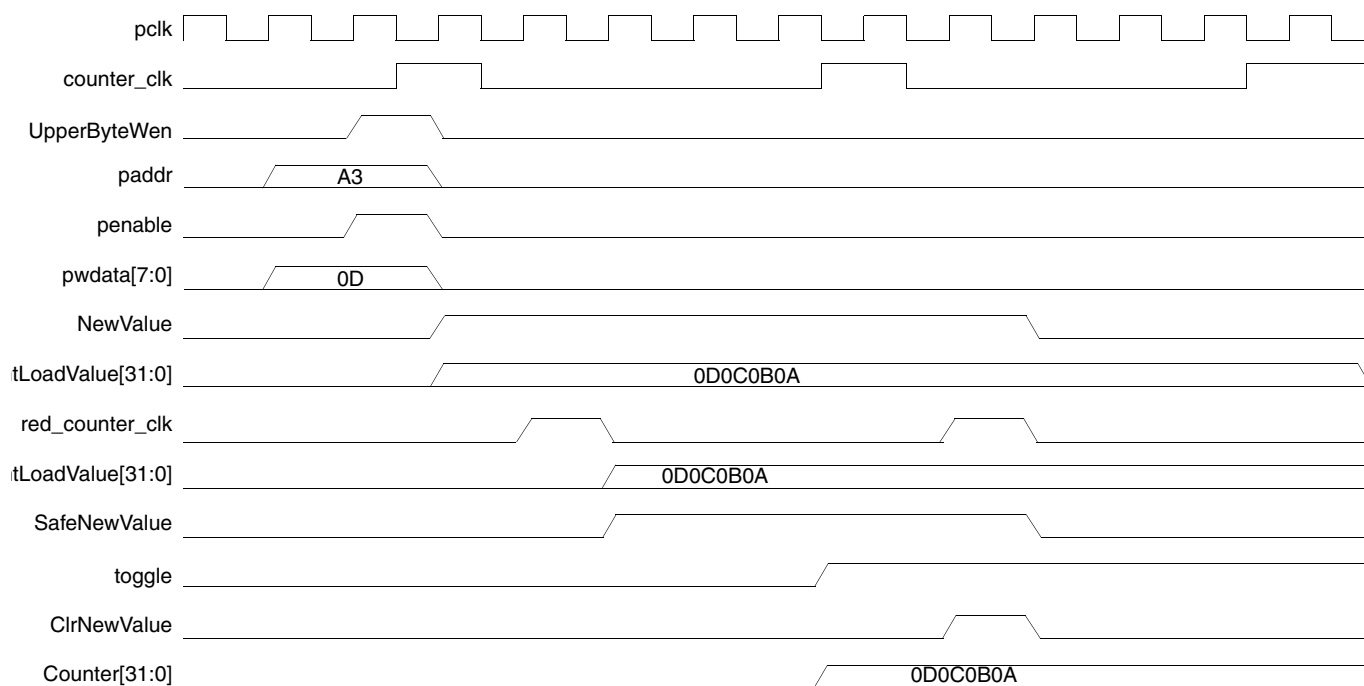 pclk
counter_clk
UpperByteWen
paddr A3
penable
pwdata[7:0] 0D
NewValue
tLoadValue[31:0] 0D0C0B0A
red_counter_clk
tLoadValue[31:0] 0D0C0B0A
SafeNewValue
toggle
ClrNewValue
Counter[31:0] 0D0C0B0A